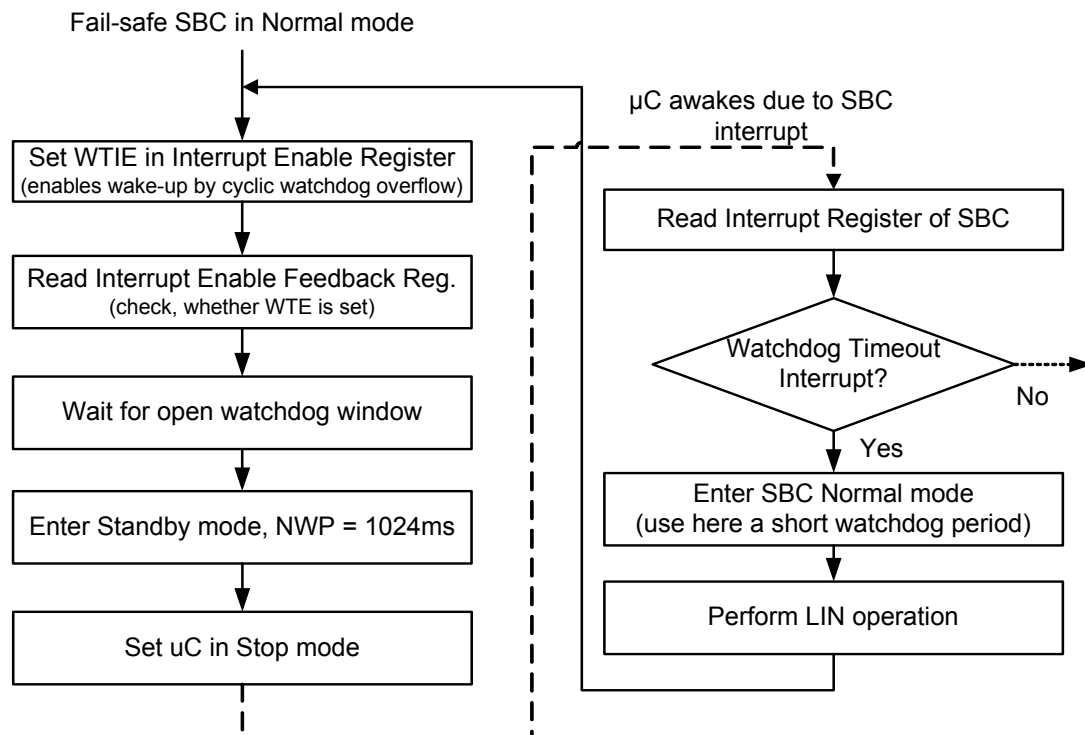 Fail-safe SBC in Normal mode
Set WTIE in Interrupt Enable Register
(enables wake-up by cyclic watchdog overflow)
Read Interrupt Enable Feedback Reg.
(check, whether WTE is set)
Wait for open watchdog window
Enter Standby mode, NWP = 1024ms
Set uC in Stop mode
µC awakes due to SBC
interrupt
Read Interrupt Register of SBC
Watchdog Timeout
Interrupt?
No
Yes
Enter SBC Normal mode
(use here a short watchdog period)
Perform LIN operation